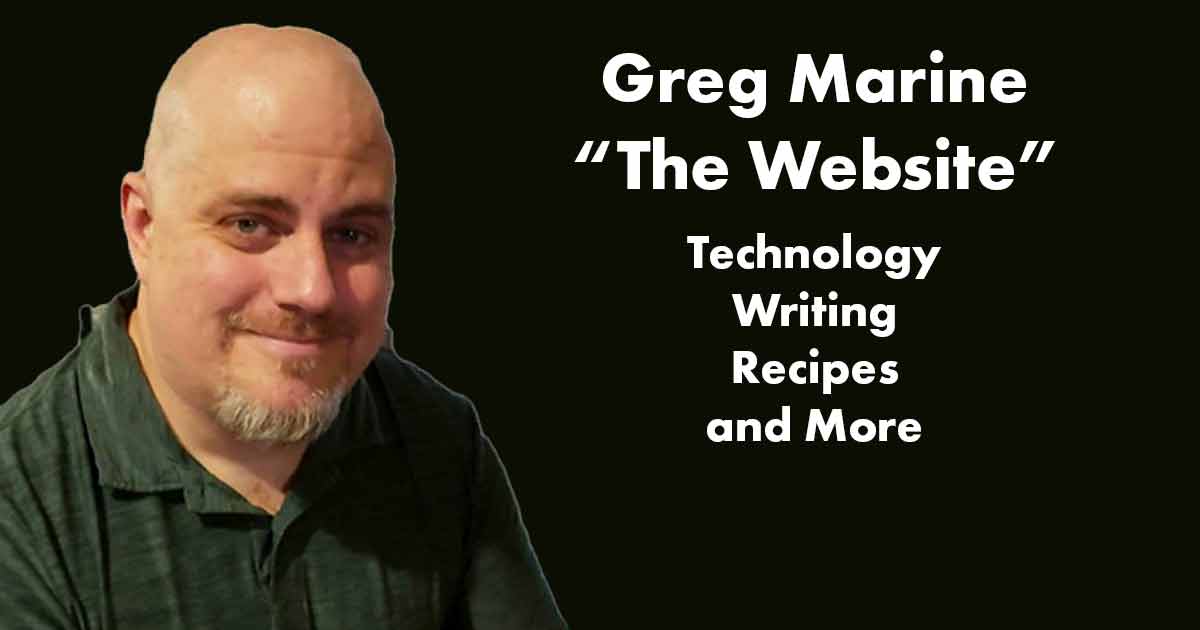 Greg Marine
“The Website”
Technology
Writing
Recipes
and More